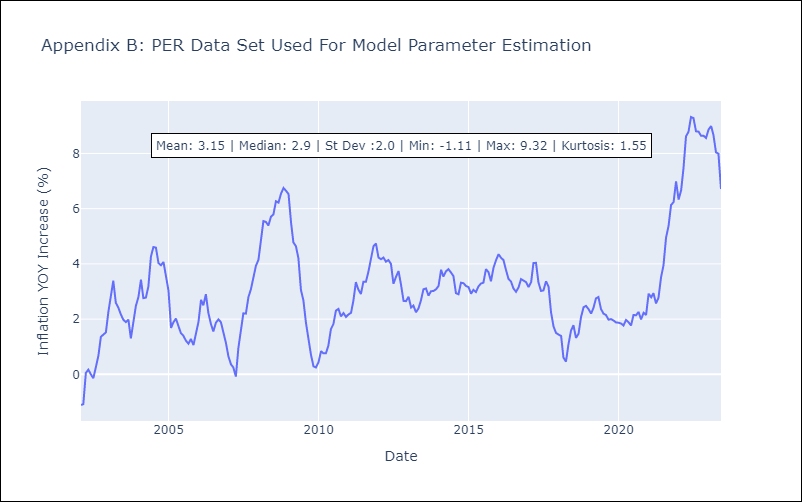 Appendix B: PER Data Set Used For Model Parameter Estimation
Mean: 3.15 | Median: 2.9 | St Dev :2.0 | Min: -1.11 | Max: 9.32 | Kurtosis: 1.55
Inflation YOY Increase (%)
8
6
4
2
0
2005
2010
2015
2020
Date